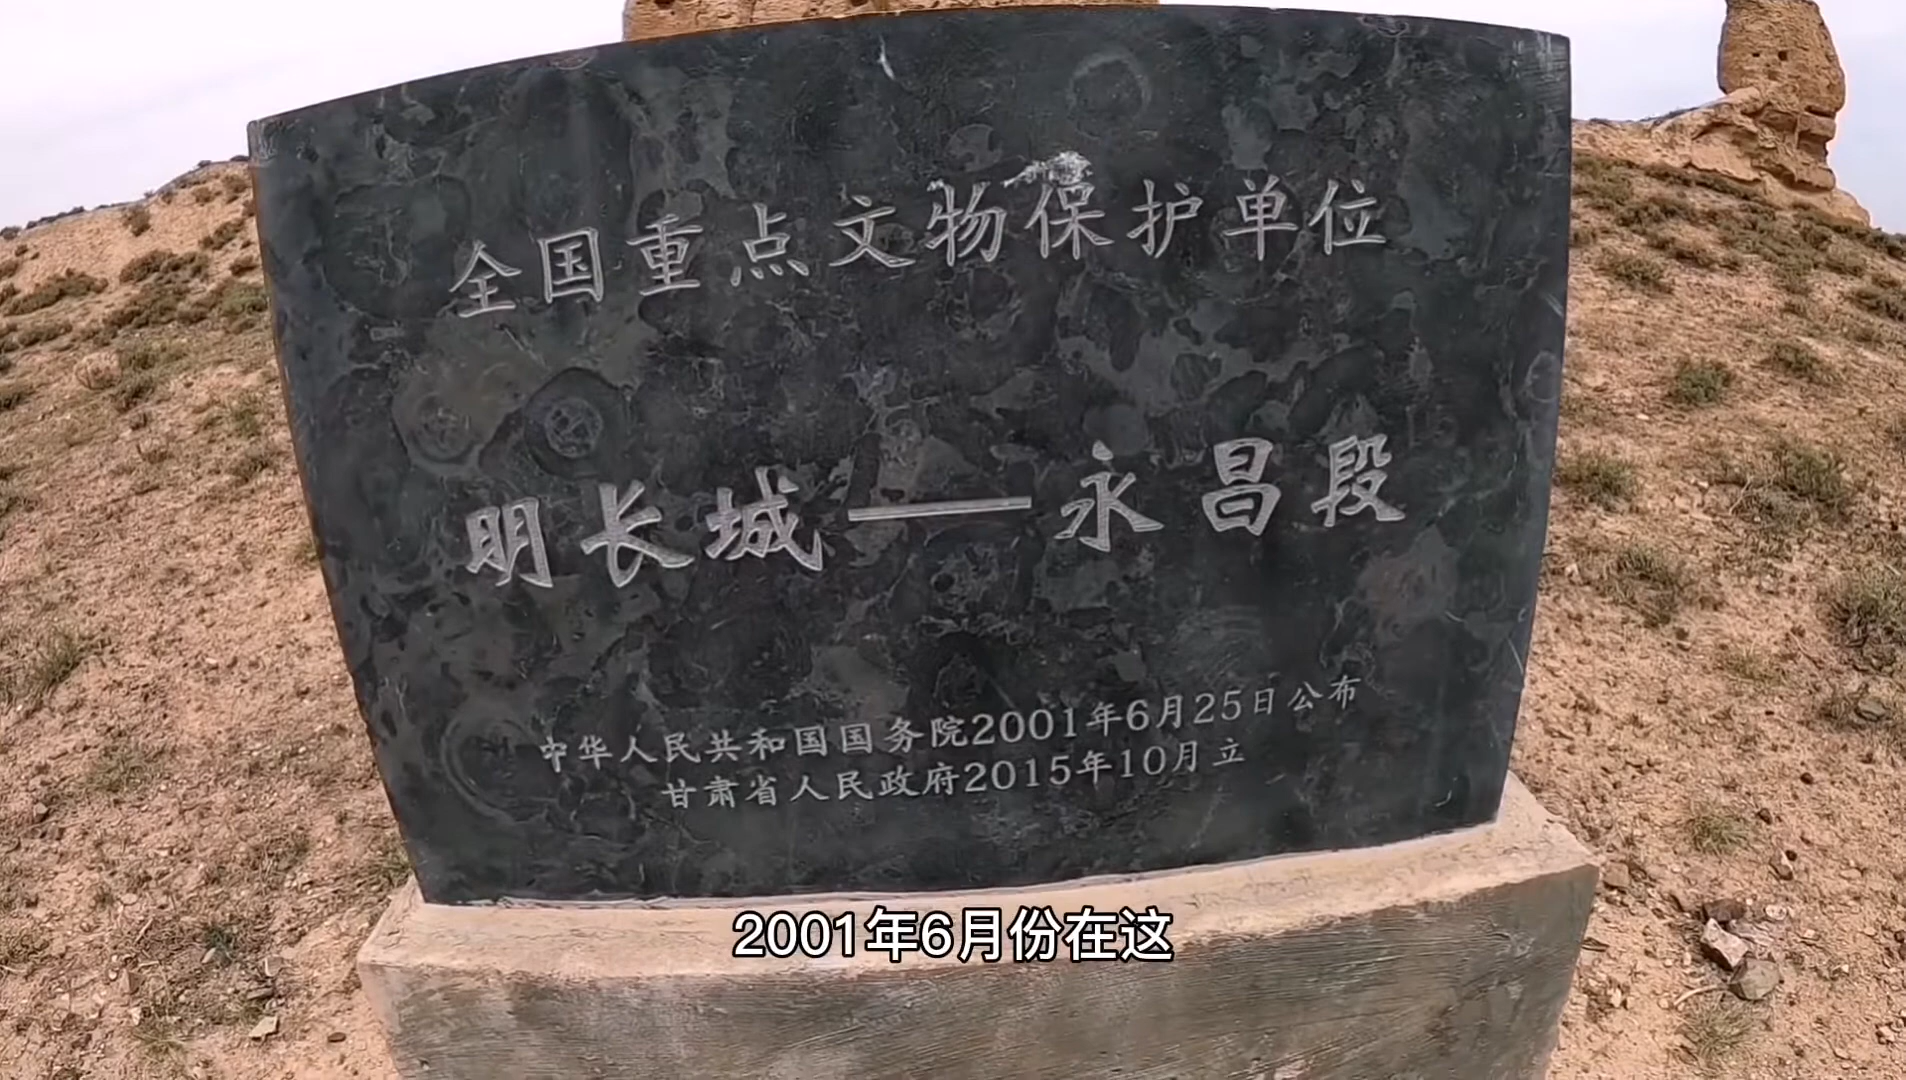 全国重点文物保护单位
明长城——永昌段
中华人民共和国国务院2001年6月25日公布
甘肃省人民政府2015年10月立
2001年6月份在这